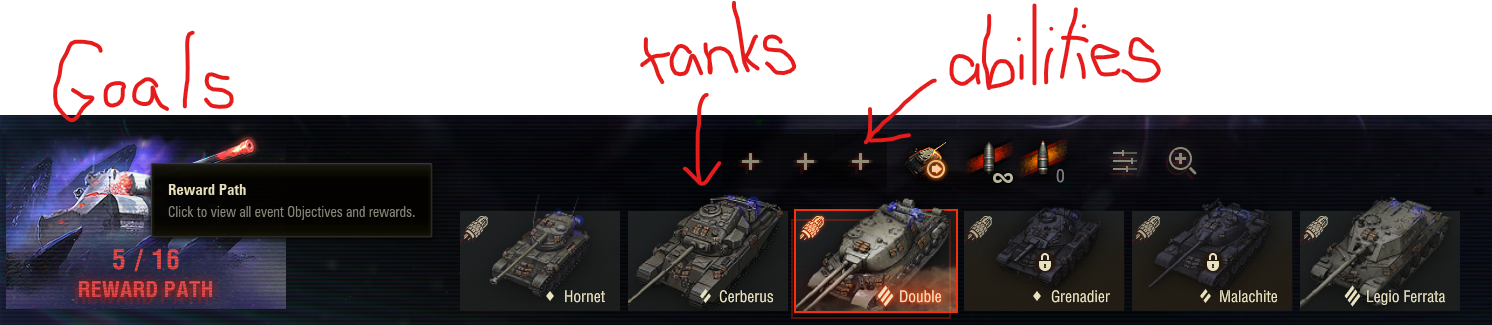 Goals
tanks
abilities
Reward Path
Click to view all event Objectives and rewards.
∞
0
5 / 16
REWARD PATH
Hornet
Cerberus
Double
Grenadier
Malachite
Legio Ferrata